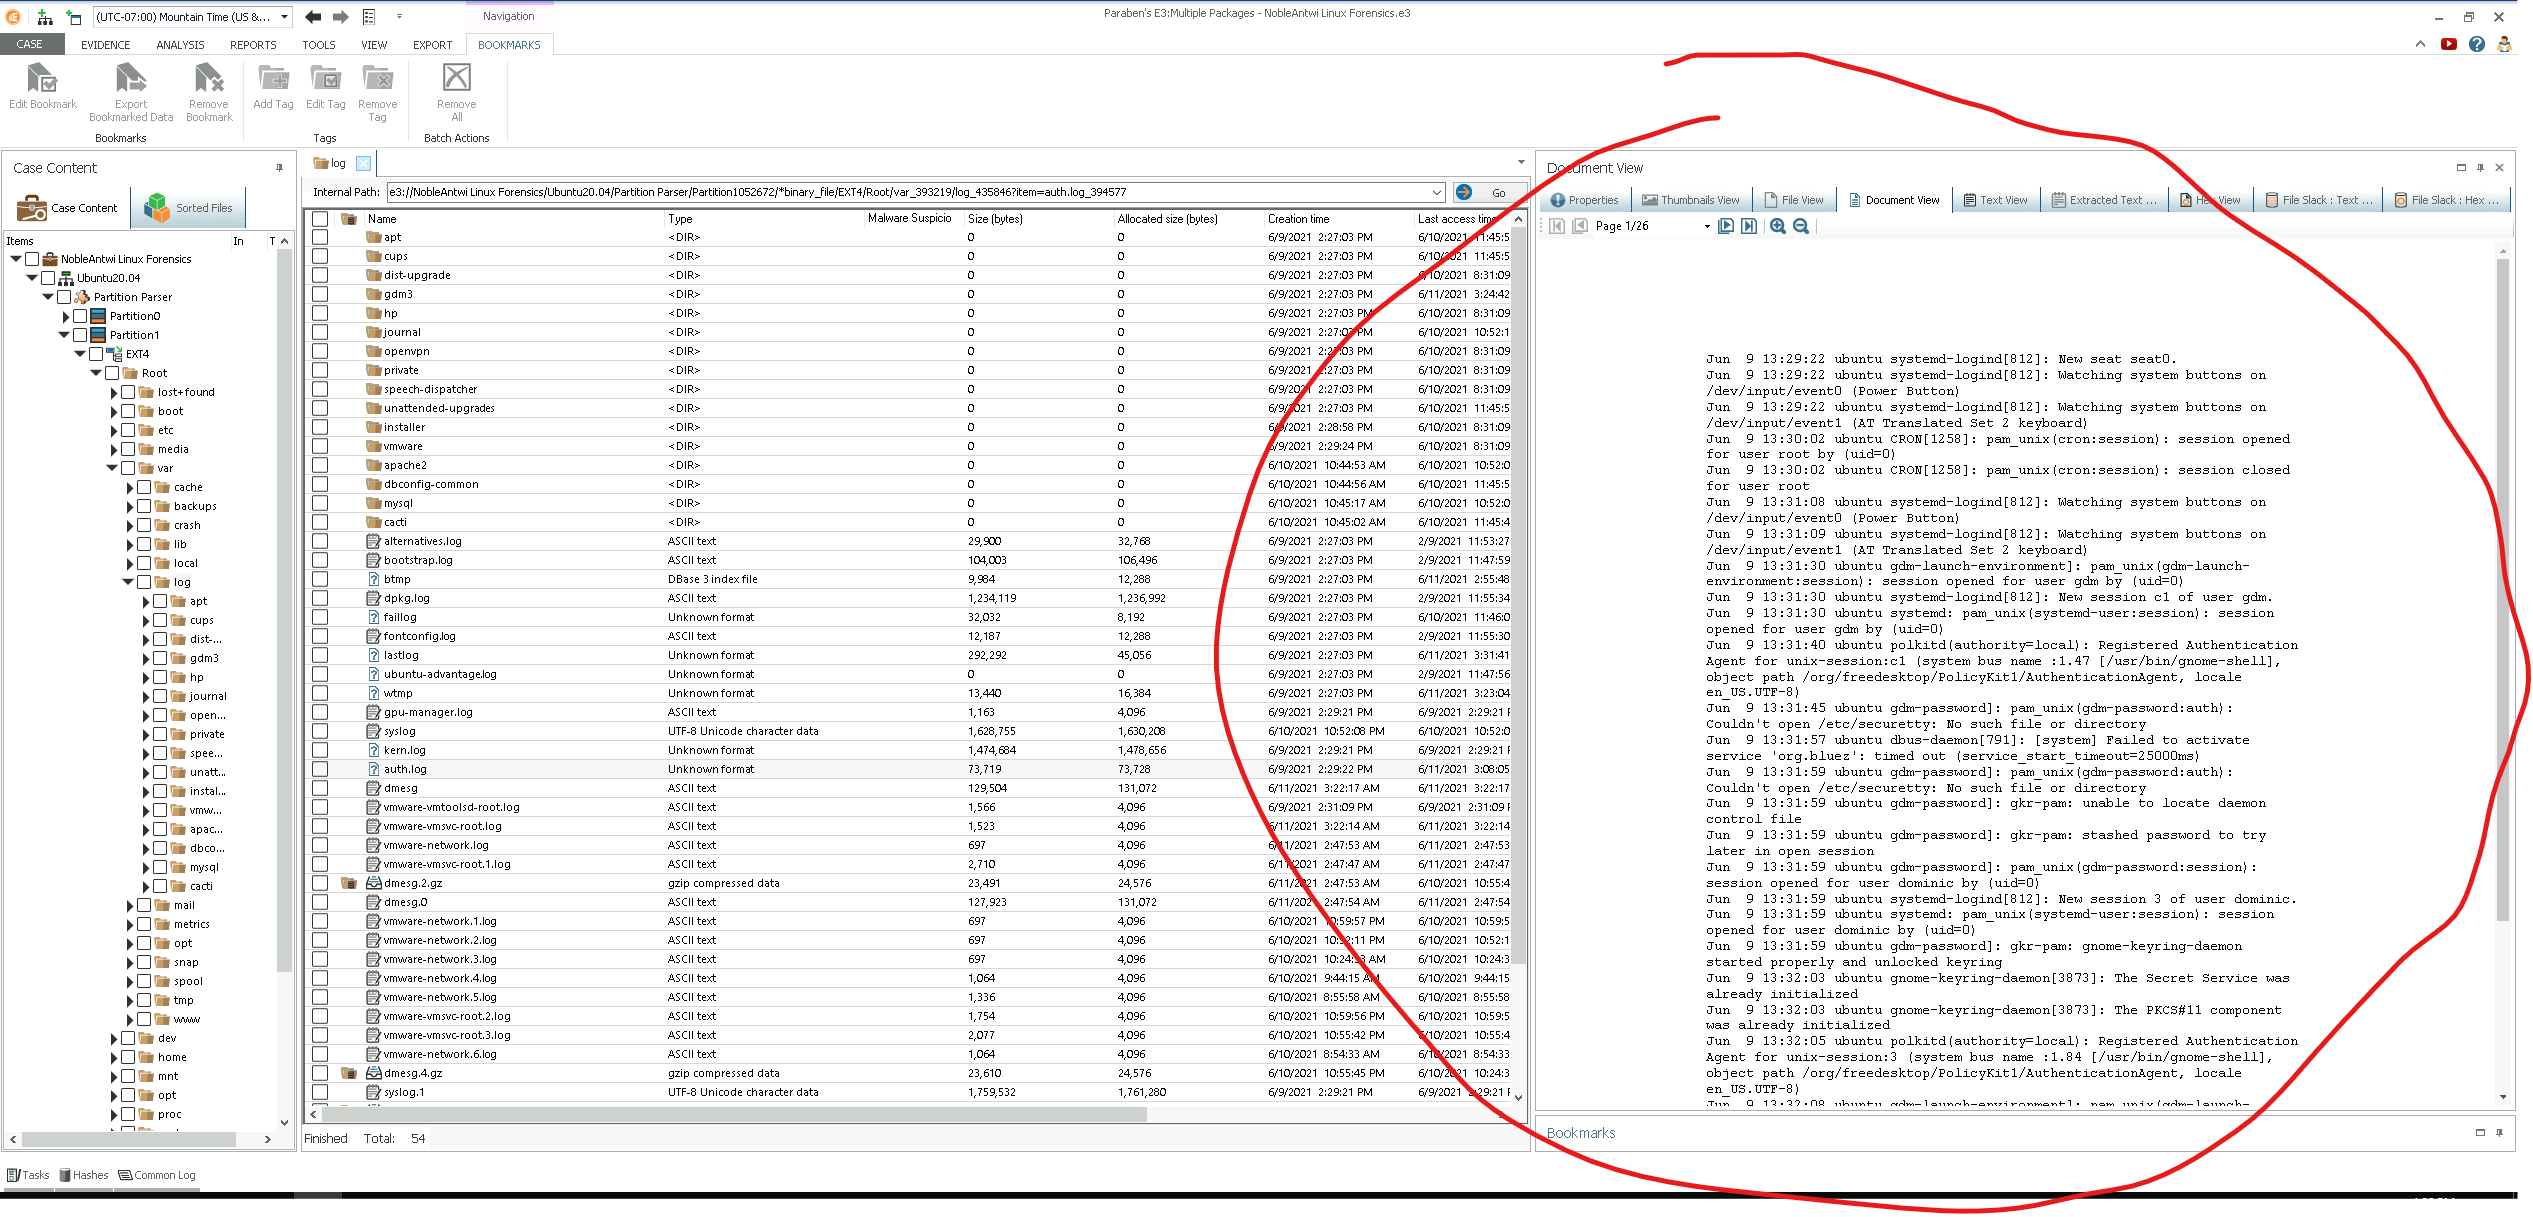 (UTC-07:00) Mountain Time (US &...
Navigation
Paraben's E3:Multiple Packages - NobleAntwi Linux Forensics.e3
CASE EVIDENCE ANALYSIS REPORTS TOOLS VIEW EXPORT BOOKMARKS
Edit Bookmark
Export Bookmarked Data
Remove Bookmark
Add Tag
Edit Tag
Remove Tag
Remove All
Bookmarks
Tags
Batch Actions
Case Content
Case Content
Sorted Files
Items In T
NobleAntwi Linux Forensics
Ubuntu20.04
Partition Parser
Partition0
Partition1
EXT4
Root
lost+found
boot
etc
media
var
cache
backups
crash
lib
local
log
apt
cups
dist-...
gdm3
hp
journal
open...
private
spee...
unatt...
instal...
vmw...
apac...
dbco...
mysql
cacti
mail
metrics
opt
snap
spool
tmp
www
dev
home
mnt
opt
proc
log
Internal Path: e3://NobleAntwi Linux Forensics/Ubuntu20.04/Partition Parser/Partition1052672/*binary_file/EXT4/Root/var_393219/log_435846?item=auth.log_394577
Go
Name Type Malware Suspicio Size (bytes) Allocated size (bytes) Creation time Last access time
apt <DIR> 0 0 6/9/2021 2:27:03 PM 6/10/2021 11:45:5
cups <DIR> 0 0 6/9/2021 2:27:03 PM 6/10/2021 11:45:5
dist-upgrade <DIR> 0 0 6/9/2021 2:27:03 PM 6/10/2021 8:31:09
gdm3 <DIR> 0 0 6/9/2021 2:27:03 PM 6/11/2021 3:24:42
hp <DIR> 0 0 6/9/2021 2:27:03 PM 6/10/2021 8:31:09
journal <DIR> 0 0 6/9/2021 2:27:03 PM 6/10/2021 10:52:1
openvpn <DIR> 0 0 6/9/2021 2:27:03 PM 6/10/2021 8:31:09
private <DIR> 0 0 6/9/2021 2:27:03 PM 6/10/2021 8:31:09
speech-dispatcher <DIR> 0 0 6/9/2021 2:27:03 PM 6/10/2021 8:31:09
unattended-upgrades <DIR> 0 0 6/9/2021 2:27:03 PM 6/10/2021 11:45:5
installer <DIR> 0 0 6/9/2021 2:28:58 PM 6/10/2021 8:31:09
vmware <DIR> 0 0 6/9/2021 2:29:24 PM 6/10/2021 8:31:09
apache2 <DIR> 0 0 6/10/2021 10:44:53 AM 6/10/2021 10:52:0
dbconfig-common <DIR> 0 0 6/10/2021 10:44:56 AM 6/10/2021 11:45:5
mysql <DIR> 0 0 6/10/2021 10:45:17 AM 6/10/2021 10:52:0
cacti <DIR> 0 0 6/10/2021 10:45:02 AM 6/10/2021 11:45:4
alternatives.log ASCII text 29,900 32,768 6/9/2021 2:27:03 PM 2/9/2021 11:53:27
bootstrap.log ASCII text 104,003 106,496 6/9/2021 2:27:03 PM 2/9/2021 11:47:59
btmp DBase 3 index file 9,984 12,288 6/9/2021 2:27:03 PM 6/11/2021 2:55:48
dpkg.log ASCII text 1,234,119 1,236,992 6/9/2021 2:27:03 PM 2/9/2021 11:55:34
faillog Unknown format 32,032 8,192 6/9/2021 2:27:03 PM 6/10/2021 11:46:0
fontconfig.log ASCII text 12,187 12,288 6/9/2021 2:27:03 PM 2/9/2021 11:55:30
lastlog Unknown format 292,292 45,056 6/9/2021 2:27:03 PM 6/11/2021 3:31:41
ubuntu-advantage.log Unknown format 0 0 6/9/2021 2:27:03 PM 2/9/2021 11:47:56
wtmp Unknown format 13,440 16,384 6/9/2021 2:27:03 PM 6/11/2021 3:23:04
gpu-manager.log ASCII text 1,163 4,096 6/9/2021 2:29:21 PM 6/9/2021 2:29:21
syslog UTF-8 Unicode character data 1,628,755 1,630,208 6/10/2021 10:52:08 PM 6/10/2021 10:52:0
kern.log Unknown format 1,474,684 1,478,656 6/9/2021 2:29:21 PM 6/9/2021 2:29:21
auth.log Unknown format 73,719 73,728 6/9/2021 2:29:22 PM 6/11/2021 3:08:05
dmesg ASCII text 129,504 131,072 6/11/2021 3:22:17 AM 6/11/2021 3:22:17
vmware-vmtoolsd-root.log ASCII text 1,566 4,096 6/9/2021 2:31:09 PM 6/9/2021 2:31:09
vmware-vmsvc-root.log ASCII text 1,523 4,096 6/11/2021 3:22:14 AM 6/11/2021 3:22:14
vmware-network.log ASCII text 697 4,096 6/11/2021 2:47:53 AM 6/11/2021 2:47:53
vmware-vmsvc-root.1.log ASCII text 2,710 4,096 6/11/2021 2:47:47 AM 6/11/2021 2:47:47
dmesg.2.gz gzip compressed data 23,491 24,576 6/11/2021 2:47:53 AM 6/10/2021 10:55:4
dmesg.0 ASCII text 127,923 131,072 6/11/2021 2:47:54 AM 6/11/2021 2:47:54
vmware-network.1.log ASCII text 697 4,096 6/10/2021 10:59:57 PM 6/10/2021 10:59:5
vmware-network.2.log ASCII text 697 4,096 6/10/2021 10:52:11 PM 6/10/2021 10:52:1
vmware-network.3.log ASCII text 697 4,096 6/10/2021 10:24:33 AM 6/10/2021 10:24:3
vmware-network.4.log ASCII text 1,064 4,096 6/10/2021 9:44:15 AM 6/10/2021 9:44:15
vmware-network.5.log ASCII text 1,336 4,096 6/10/2021 8:55:58 AM 6/10/2021 8:55:58
vmware-vmsvc-root.2.log ASCII text 1,754 4,096 6/10/2021 10:59:56 PM 6/10/2021 10:59:5
vmware-vmsvc-root.3.log ASCII text 2,077 4,096 6/10/2021 10:55:42 PM 6/10/2021 10:55:4
vmware-network.6.log ASCII text 1,064 4,096 6/10/2021 8:54:33 AM 6/10/2021 8:54:33
dmesg.4.gz gzip compressed data 23,610 24,576 6/10/2021 10:55:45 PM 6/10/2021 10:24:3
syslog.1 UTF-8 Unicode character data 1,759,532 1,761,280 6/9/2021 2:29:21 PM 6/9/2021 2:29:21
Finished Total: 54
Document View
Properties Thumbnails View File View Document View Text View Extracted Text ... Hex View File Slack : Text ... File Slack : Hex ...
Page 1/26
Jun 9 13:29:22 ubuntu systemd-logind[812]: New seat seat0.
Jun 9 13:29:22 ubuntu systemd-logind[812]: Watching system buttons on
/dev/input/event0 (Power Button)
Jun 9 13:29:22 ubuntu systemd-logind[812]: Watching system buttons on
/dev/input/event1 (AT Translated Set 2 keyboard)
Jun 9 13:30:02 ubuntu CRON[1258]: pam_unix(cron:session): session opened
for user root by (uid=0)
Jun 9 13:30:02 ubuntu CRON[1258]: pam_unix(cron:session): session closed
for user root
Jun 9 13:31:08 ubuntu systemd-logind[812]: Watching system buttons on
/dev/input/event0 (Power Button)
Jun 9 13:31:09 ubuntu systemd-logind[812]: Watching system buttons on
/dev/input/event1 (AT Translated Set 2 keyboard)
Jun 9 13:31:30 ubuntu gdm-launch-environment]: pam_unix(gdm-launch-
environment:session): session opened for user gdm by (uid=0)
Jun 9 13:31:30 ubuntu systemd-logind[812]: New session c1 of user gdm.
Jun 9 13:31:30 ubuntu systemd: pam_unix(systemd-user:session): session
opened for user gdm by (uid=0)
Jun 9 13:31:40 ubuntu polkitd(authority=local): Registered Authentication
Agent for unix-session:c1 (system bus name :1.47 [/usr/bin/gnome-shell],
object path /org/freedesktop/PolicyKit1/AuthenticationAgent, locale
en_US.UTF-8)
Jun 9 13:31:45 ubuntu gdm-password]: pam_unix(gdm-password:auth):
Couldn't open /etc/securetty: No such file or directory
Jun 9 13:31:57 ubuntu dbus-daemon[791]: [system] Failed to activate
service 'org.bluez': timed out (service_start_timeout=25000ms)
Jun 9 13:31:59 ubuntu gdm-password]: pam_unix(gdm-password:auth):
Couldn't open /etc/securetty: No such file or directory
Jun 9 13:31:59 ubuntu gdm-password]: gkr-pam: unable to locate daemon
control file
Jun 9 13:31:59 ubuntu gdm-password]: gkr-pam: stashed password to try
later in open session
Jun 9 13:31:59 ubuntu gdm-password]: pam_unix(gdm-password:session):
session opened for user dominic by (uid=0)
Jun 9 13:31:59 ubuntu systemd-logind[812]: New session 3 of user dominic.
Jun 9 13:31:59 ubuntu systemd: pam_unix(systemd-user:session): session
opened for user dominic by (uid=0)
Jun 9 13:31:59 ubuntu gdm-password]: gkr-pam: gnome-keyring-daemon
started properly and unlocked keyring
Jun 9 13:32:03 ubuntu gnome-keyring-daemon[3873]: The Secret Service was
already initialized
Jun 9 13:32:03 ubuntu gnome-keyring-daemon[3873]: The PKCS#11 component
was already initialized
Jun 9 13:32:05 ubuntu polkitd(authority=local): Registered Authentication
Agent for unix-session:3 (system bus name :1.84 [/usr/bin/gnome-shell],
object path /org/freedesktop/PolicyKit1/AuthenticationAgent, locale
en_US.UTF-8)
Jun 9 13:32:08 ubuntu gdm-launch-environment]: pam_unix(gdm-launch-
Bookmarks
Tasks Hashes Common Log